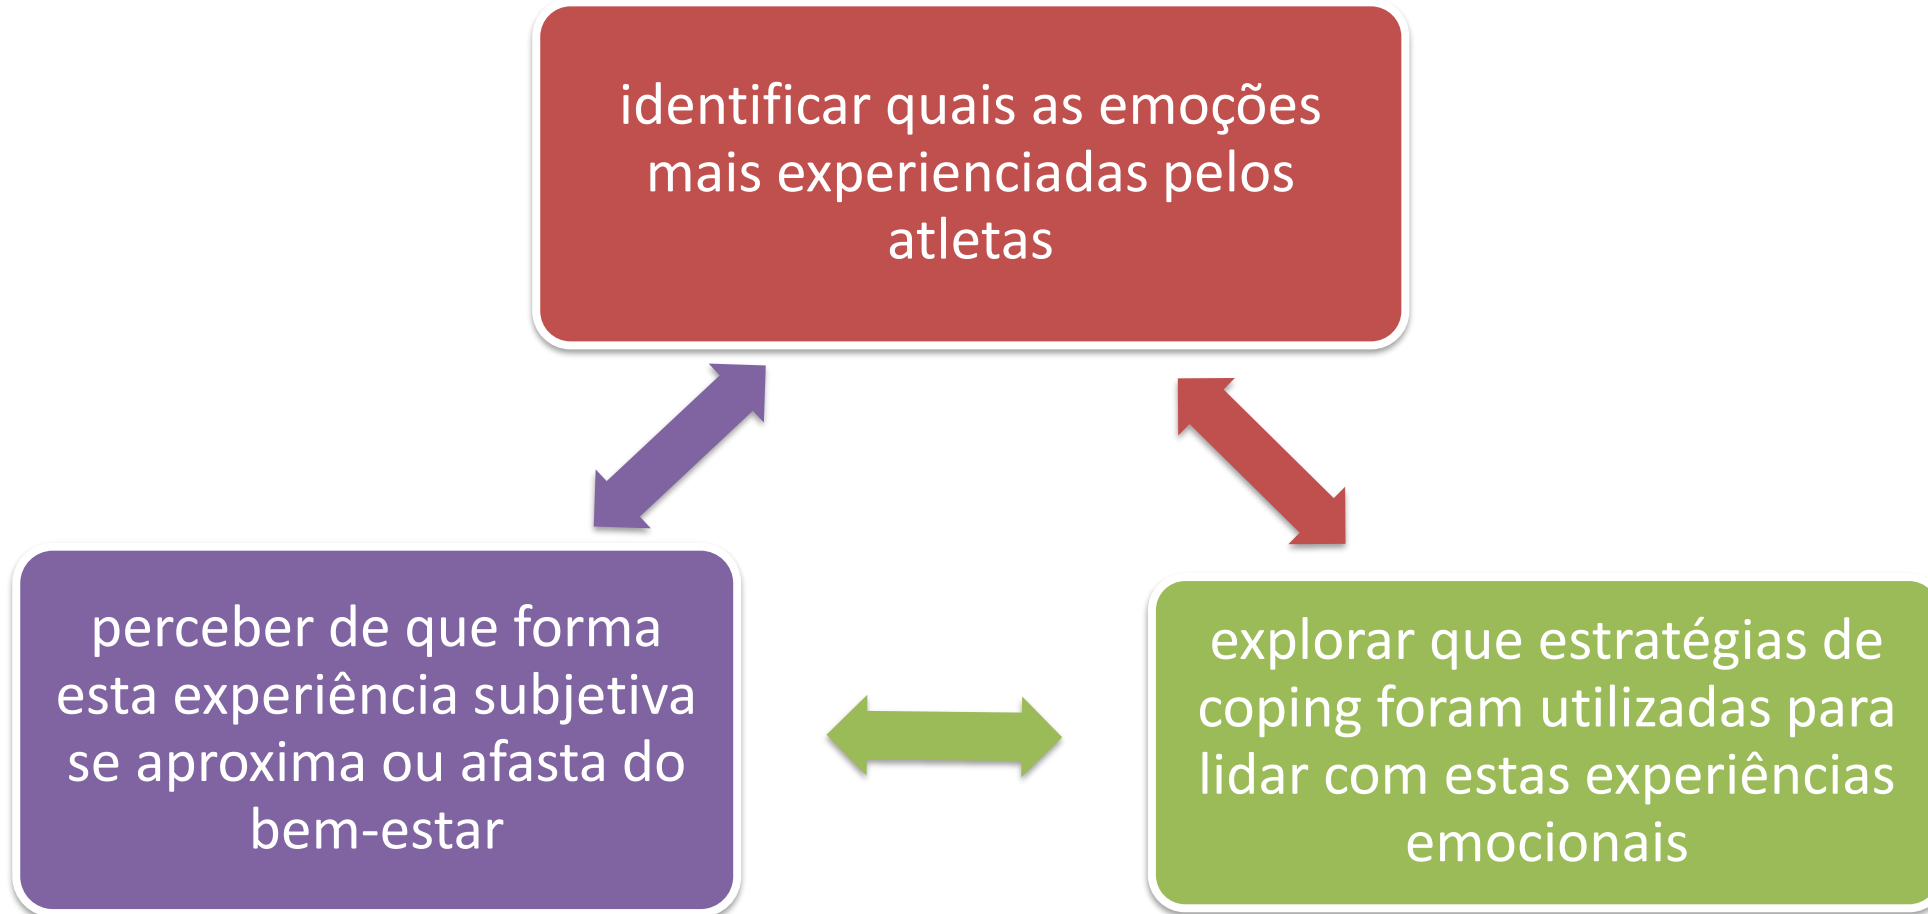 identificar quais as emoções
mais experienciadas pelos
atletas
perceber de que forma
esta experiência subjetiva
se aproxima ou afasta do
bem-estar
explorar que estratégias de
coping foram utilizadas para
lidar com estas experiências
emocionais